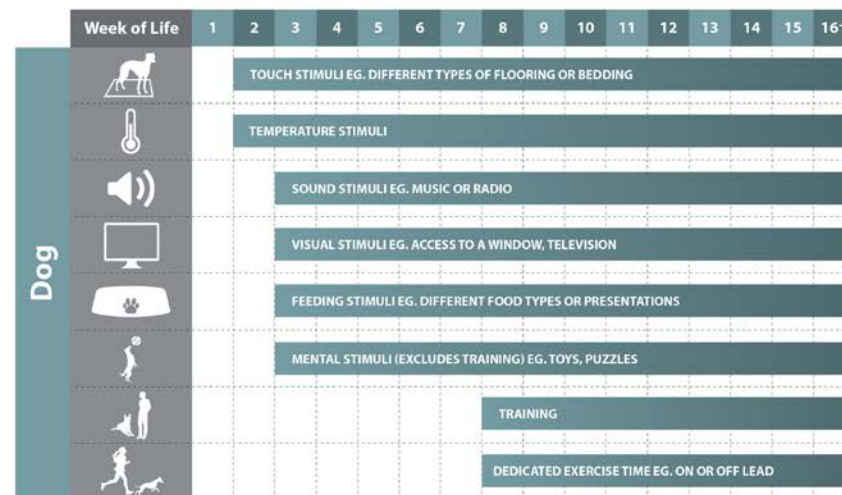 Week of Life 1 2 3 4 5 6 7 8 9 10 11 12 13 14 15 16+
Dog
TOUCH STIMULI EG. DIFFERENT TYPES OF FLOORING OR BEDDING
TEMPERATURE STIMULI
SOUND STIMULI EG. MUSIC OR RADIO
VISUAL STIMULI EG. ACCESS TO A WINDOW, TELEVISION
FEEDING STIMULI EG. DIFFERENT FOOD TYPES OR PRESENTATIONS
MENTAL STIMULI (EXCLUDES TRAINING) EG. TOYS, PUZZLES
TRAINING
DEDICATED EXERCISE TIME EG. ON OR OFF LEAD